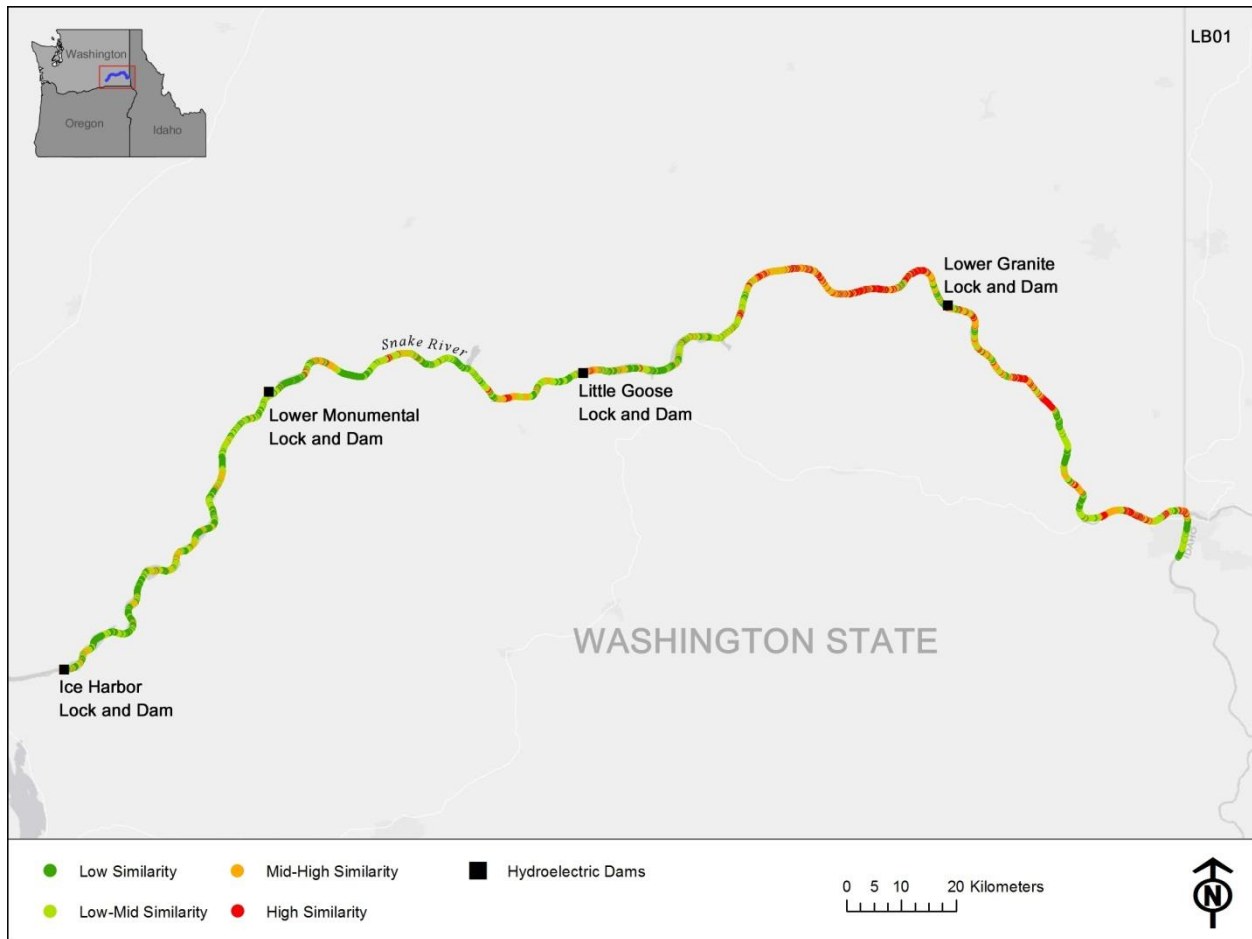 LB01
Washington
Oregon
Idaho
Snake River
Lower Granite
Lock and Dam
Little Goose
Lock and Dam
Lower Monumental
Lock and Dam
IDAHO
WASHINGTON STATE
Ice Harbor
Lock and Dam
Low Similarity
Mid-High Similarity
Hydroelectric Dams
Low-Mid Similarity
High Similarity
0 5 10 20 Kilometers
N